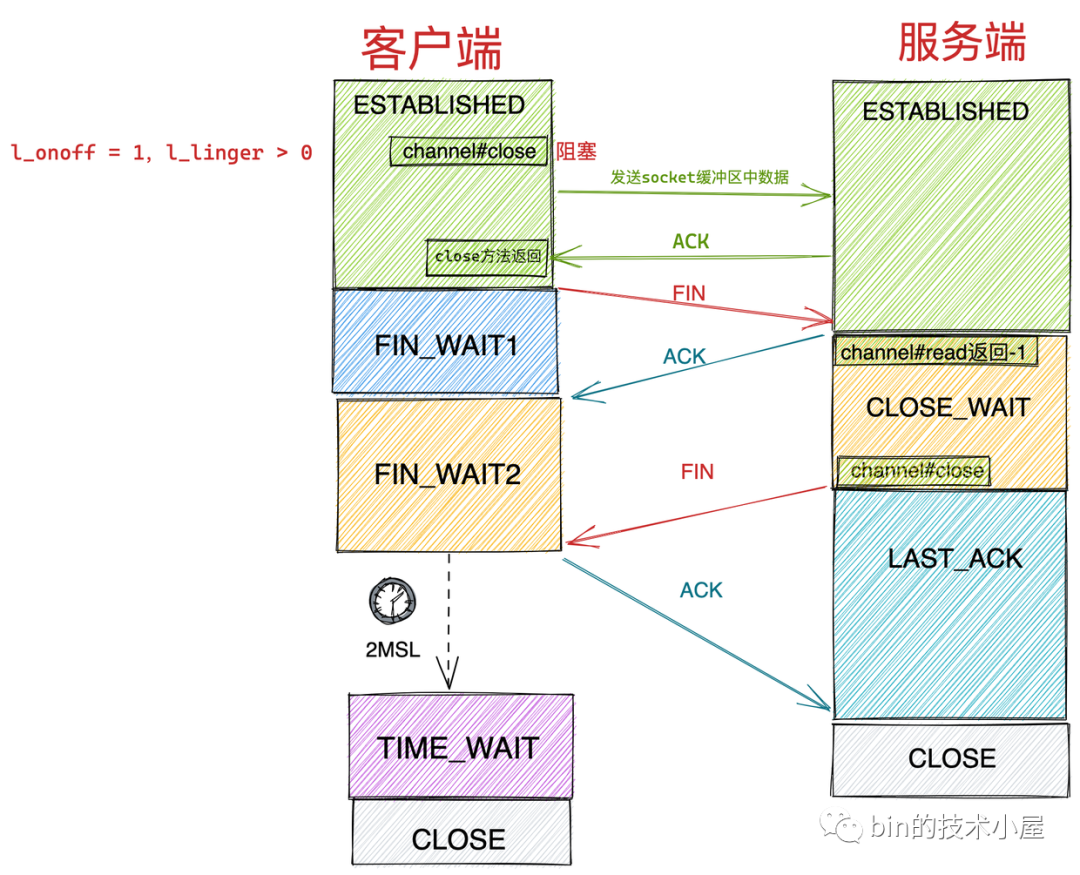 客户端
服务端
ESTABLISHED
ESTABLISHED
l_onoff = 1, l_linger > 0
channel#close
阻塞
发送socket缓冲区中数据
ACK
close方法返回
FIN
FIN_WAIT1
ACK
channel#read返回-1
CLOSE_WAIT
FIN_WAIT2
FIN
channel#close
LAST_ACK
ACK
2MSL
TIME_WAIT
CLOSE
CLOSE
bin的技术小屋